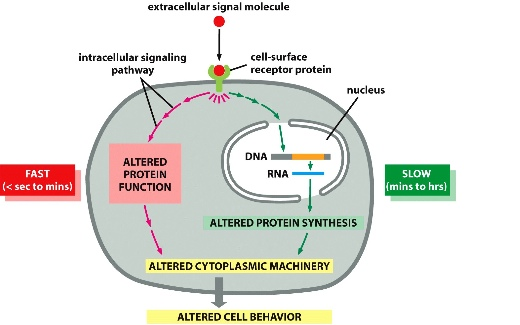 extracellular signal molecule
intracellular signaling
pathway
cell-surface
receptor protein
nucleus
DNA
RNA
ALTERED
PROTEIN
FUNCTION
FAST
(< sec to mins)
SLOW
(mins to hrs)
ALTERED PROTEIN SYNTHESIS
ALTERED CYTOPLASMIC MACHINERY
ALTERED CELL BEHAVIOR